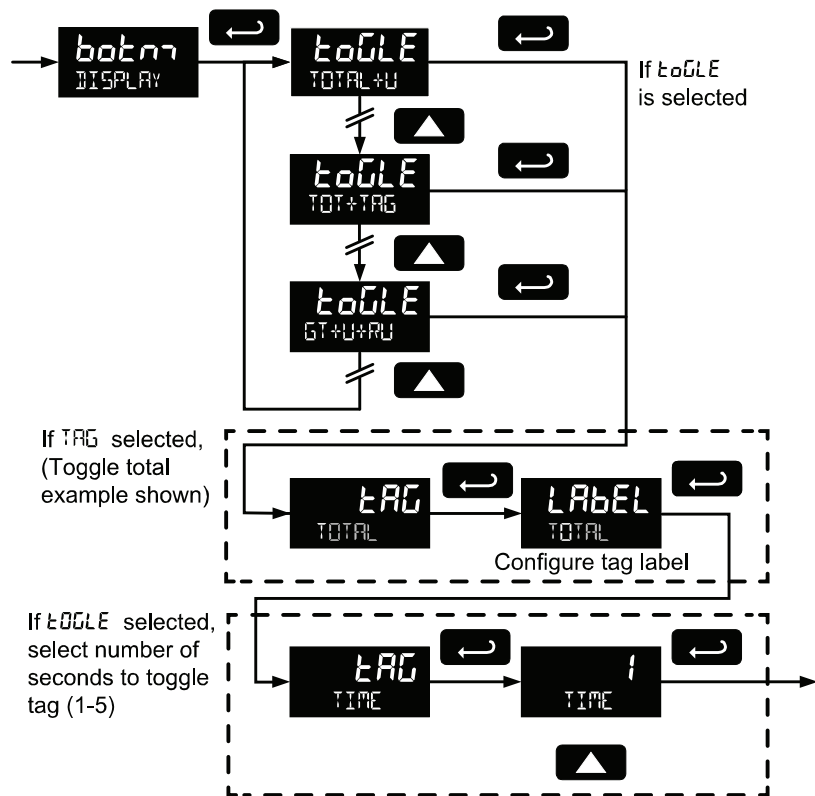 botm
DISPLAY
toGLE
TOTAL+U
If toGLE
is selected
toGLE
TOT+TAG
toGLE
GT+U+RU
If TAG selected,
(Toggle total
example shown)
tAG
TOTAL
LAbEL
TOTAL
Configure tag label
If tOGLE selected,
select number of
seconds to toggle
tag (1-5)
tAG
TIME
1
TIME